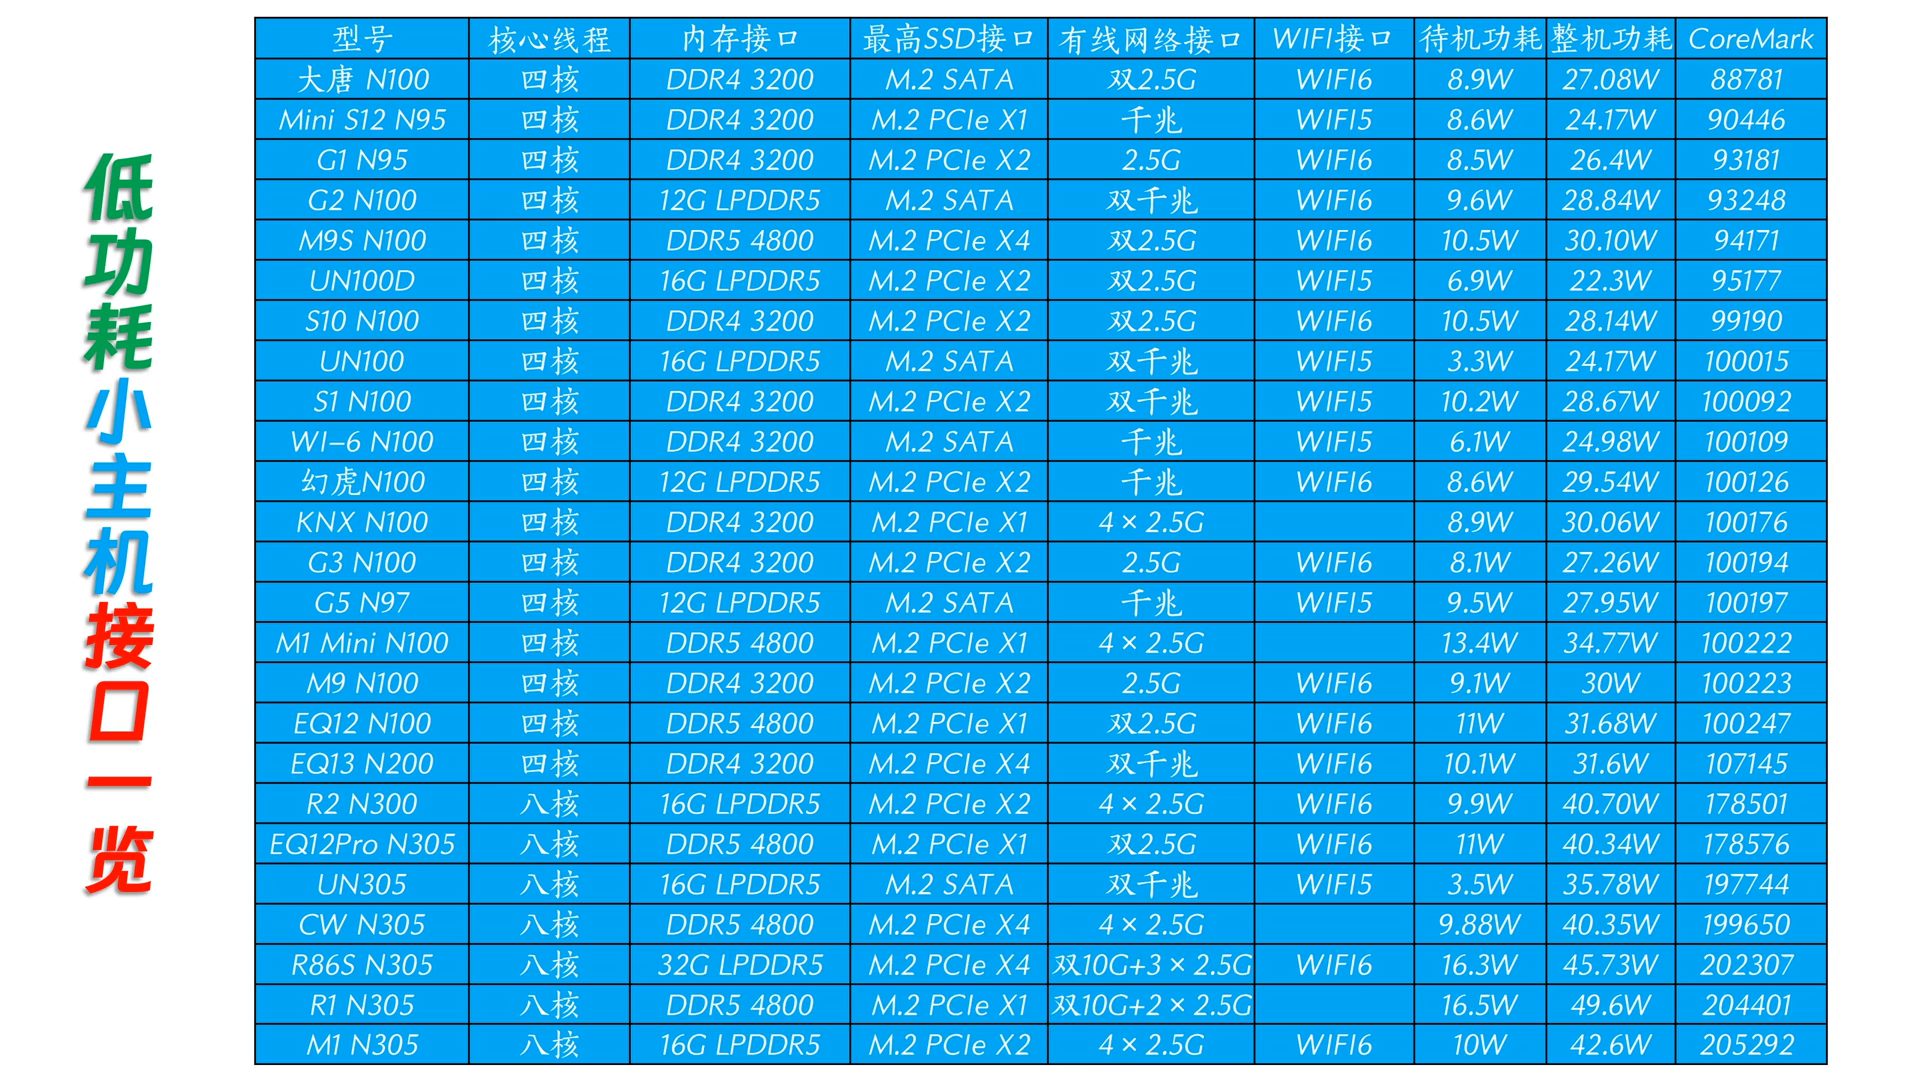 低功耗小主机接口一览
型号 核心线程 内存接口 最高SSD接口 有线网络接口 WIFI接口 待机功耗 整机功耗 CoreMark
大唐 N100 四核 DDR4 3200 M.2 SATA 双2.5G WIFI6 8.9W 27.08W 88781
Mini S12 N95 四核 DDR4 3200 M.2 PCIe X1 千兆 WIFI5 8.6W 24.17W 90446
G1 N95 四核 DDR4 3200 M.2 PCIe X2 2.5G WIFI6 8.5W 26.4W 93181
G2 N100 四核 12G LPDDR5 M.2 SATA 双千兆 WIFI6 9.6W 28.84W 93248
M9S N100 四核 DDR5 4800 M.2 PCIe X4 双2.5G WIFI6 10.5W 30.10W 94171
UN100D 四核 16G LPDDR5 M.2 PCIe X2 双2.5G WIFI5 6.9W 22.3W 95177
S10 N100 四核 DDR4 3200 M.2 PCIe X2 双2.5G WIFI6 10.5W 28.14W 99190
UN100 四核 16G LPDDR5 M.2 SATA 双千兆 WIFI5 3.3W 24.17W 100015
S1 N100 四核 DDR4 3200 M.2 PCIe X2 双千兆 WIFI5 10.2W 28.67W 100092
WI-6 N100 四核 DDR4 3200 M.2 SATA 千兆 WIFI5 6.1W 24.98W 100109
幻虎N100 四核 12G LPDDR5 M.2 PCIe X2 千兆 WIFI6 8.6W 29.54W 100126
KNX N100 四核 DDR4 3200 M.2 PCIe X1 4 × 2.5G 8.9W 30.06W 100176
G3 N100 四核 DDR4 3200 M.2 PCIe X2 2.5G WIFI6 8.1W 27.26W 100194
G5 N97 四核 12G LPDDR5 M.2 SATA 千兆 WIFI5 9.5W 27.95W 100197
M1 Mini N100 四核 DDR5 4800 M.2 PCIe X1 4 × 2.5G 13.4W 34.77W 100222
M9 N100 四核 DDR4 3200 M.2 PCIe X2 2.5G WIFI6 9.1W 30W 100223
EQ12 N100 四核 DDR5 4800 M.2 PCIe X1 双2.5G WIFI6 11W 31.68W 100247
EQ13 N200 四核 DDR4 3200 M.2 PCIe X4 双千兆 WIFI6 10.1W 31.6W 107145
R2 N300 八核 16G LPDDR5 M.2 PCIe X2 4 × 2.5G WIFI6 9.9W 40.70W 178501
EQ12Pro N305 八核 DDR5 4800 M.2 PCIe X1 双2.5G WIFI6 11W 40.34W 178576
UN305 八核 16G LPDDR5 M.2 SATA 双千兆 WIFI5 3.5W 35.78W 197744
CW N305 八核 DDR5 4800 M.2 PCIe X4 4 × 2.5G 9.88W 40.35W 199650
R86S N305 八核 32G LPDDR5 M.2 PCIe X4 双10G+3 × 2.5G WIFI6 16.3W 45.73W 202307
R1 N305 八核 DDR5 4800 M.2 PCIe X1 双10G+2 × 2.5G 16.5W 49.6W 204401
M1 N305 八核 16G LPDDR5 M.2 PCIe X2 4 × 2.5G WIFI6 10W 42.6W 205292